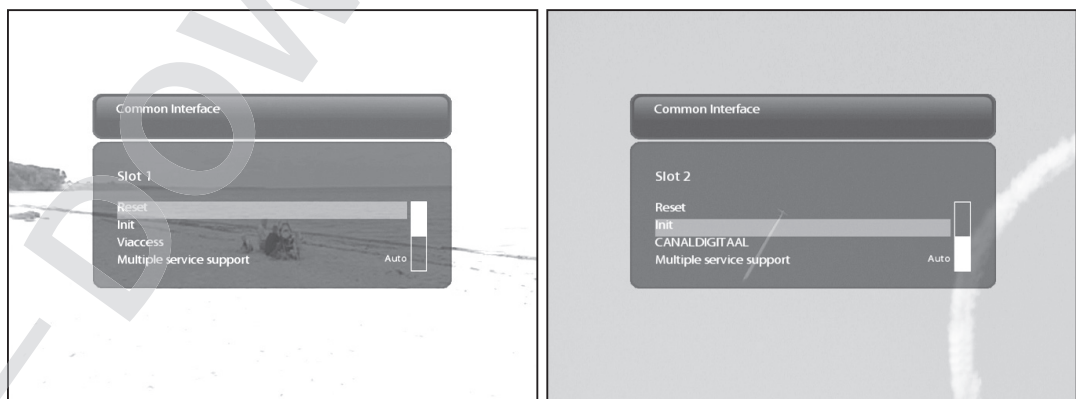 Common Interface
Slot 1
Reset
Init
Viaccess
Multiple service support Auto
Common Interface
Slot 2
Reset
Init
CANALDIGITAAL
Multiple service support Auto